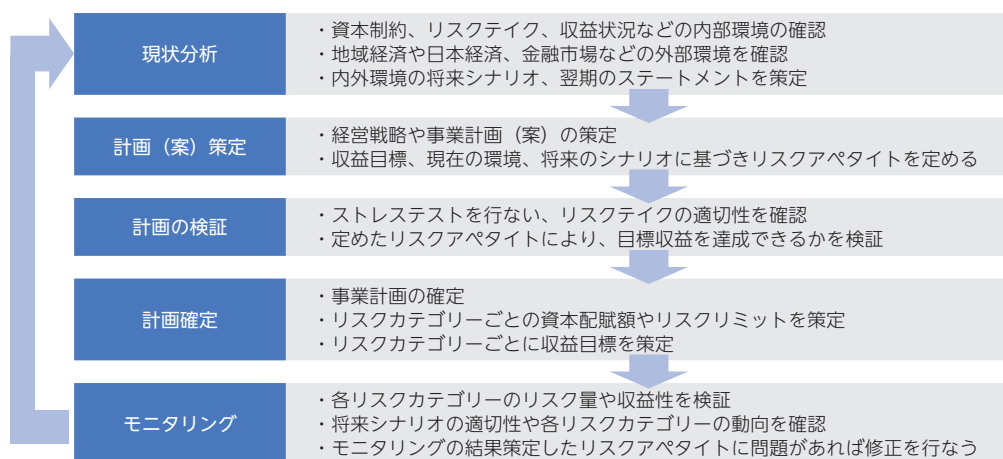 現状分析
・資本制約、リスクテイク、収益状況などの内部環境の確認
・地域経済や日本経済、金融市場などの外部環境を確認
・内外環境の将来シナリオ、翌期のステートメントを策定
計画（案）策定
・経営戦略や事業計画（案）の策定
・収益目標、現在の環境、将来のシナリオに基づきリスクアペタイトを定める
計画の検証
・ストレステストを行ない、リスクテイクの適切性を確認
・定めたリスクアペタイトにより、目標収益を達成できるかを検証
計画確定
・事業計画の確定
・リスクカテゴリーごとの資本配賦額やリスクリミットを策定
・リスクカテゴリーごとに収益目標を策定
モニタリング
・各リスクカテゴリーのリスク量や収益性を検証
・将来シナリオの適切性や各リスクカテゴリーの動向を確認
・モニタリングの結果策定したリスクアペタイトに問題があれば修正を行なう